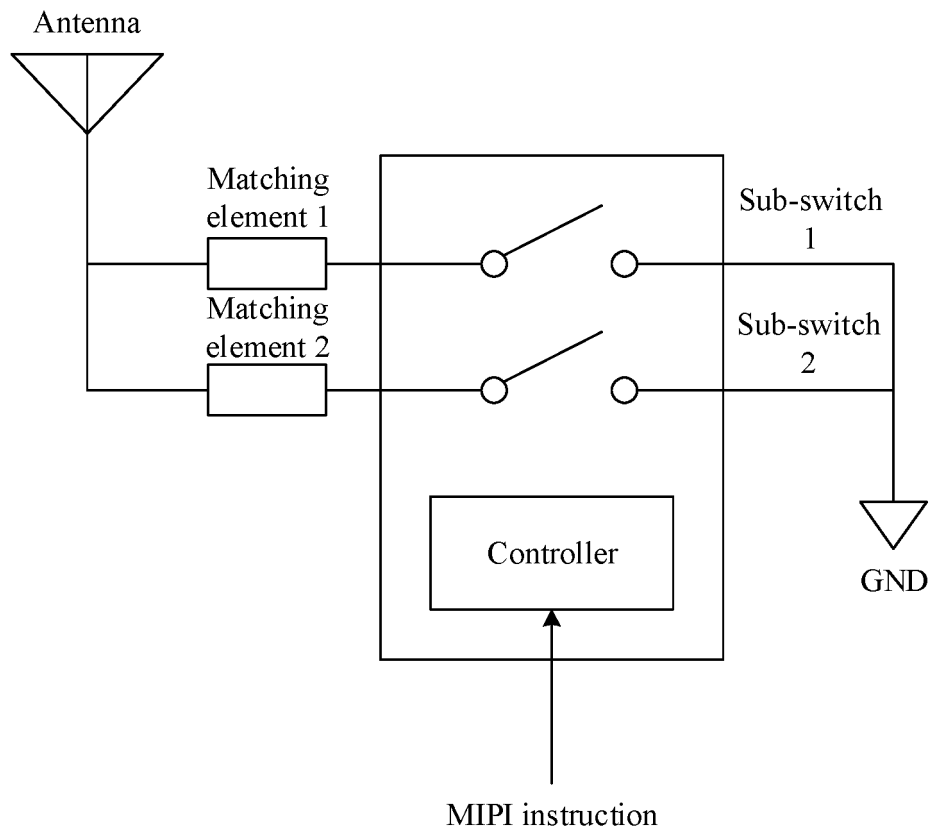 Antenna
Matching
element 1
Sub-switch
1
Matching
element 2
Sub-switch
2
Controller
GND
MIPI instruction